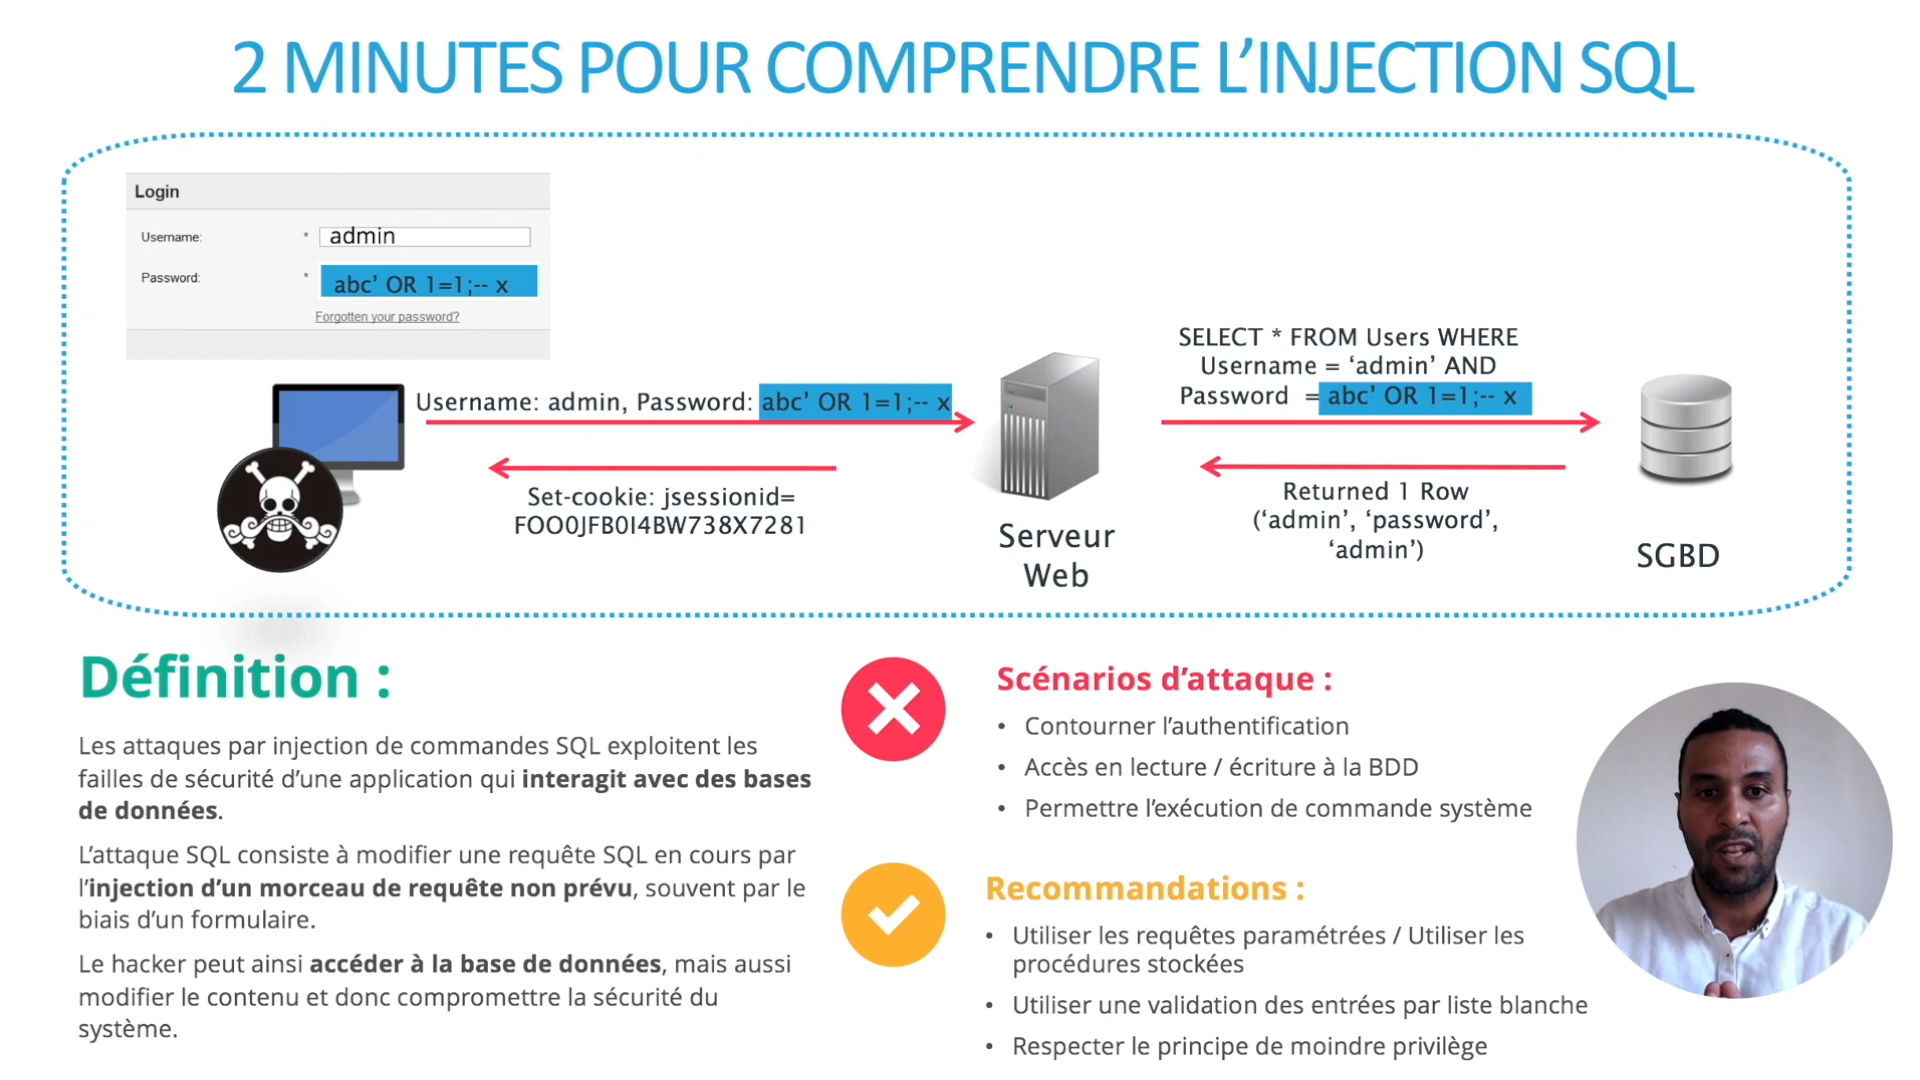 2 MINUTES POUR COMPRENDRE L’INJECTION SQL
Login
Username:
*
admin
Password:
*
abc’ OR 1=1;-- x
Forgotten your password?
Username: admin, Password: abc’ OR 1=1;-- x
Set-cookie: jsessionid=
FOO0JFB0I4BW738X7281
Serveur
Web
SELECT * FROM Users WHERE
Username = ‘admin’ AND
Password = abc’ OR 1=1;-- x
Returned 1 Row
(‘admin’, ‘password’,
‘admin’)
SGBD
Définition :
Les attaques par injection de commandes SQL exploitent les
failles de sécurité d’une application qui interagit avec des bases
de données.
L’attaque SQL consiste à modifier une requête SQL en cours par
l’injection d’un morceau de requête non prévu, souvent par le
biais d’un formulaire.
Le hacker peut ainsi accéder à la base de données, mais aussi
modifier le contenu et donc compromettre la sécurité du
système.
Scénarios d’attaque :
• Contourner l’authentification
• Accès en lecture / écriture à la BDD
• Permettre l’exécution de commande système
Recommandations :
• Utiliser les requêtes paramétrées / Utiliser les
procédures stockées
• Utiliser une validation des entrées par liste blanche
• Respecter le principe de moindre privilège